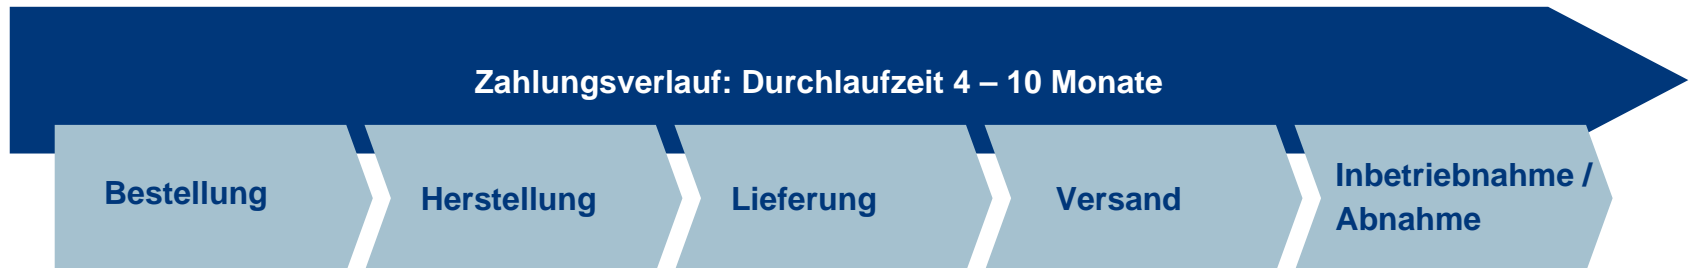 Zahlungsverlauf: Durchlaufzeit 4 – 10 Monate
Bestellung
Herstellung
Lieferung
Versand
Inbetriebnahme /
Abnahme